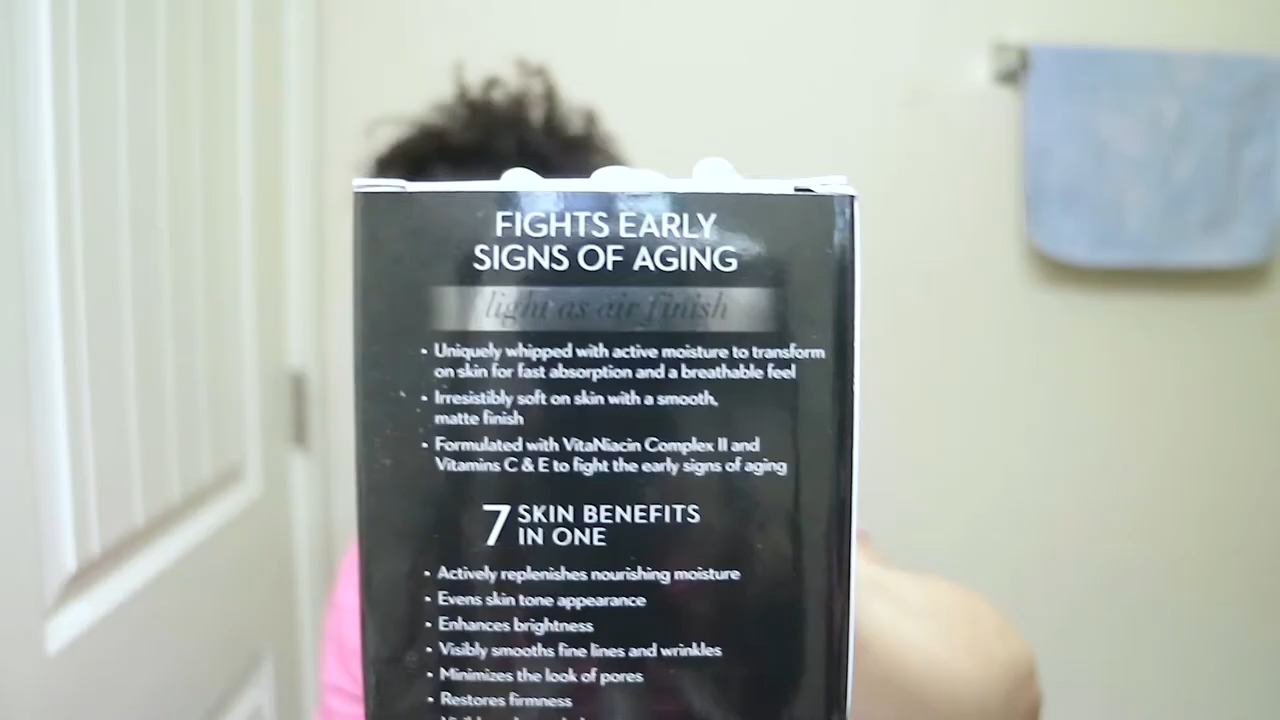 FIGHTS EARLY
SIGNS OF AGING
light as air finish
• Uniquely whipped with active moisture to transform
on skin for fast absorption and a breathable feel
• Irresistibly soft on skin with a smooth,
matte finish
• Formulated with VitaNiacin Complex II and
Vitamins C & E to fight the early signs of aging
7 SKIN BENEFITS
IN ONE
• Actively replenishes nourishing moisture
• Evens skin tone appearance
• Enhances brightness
• Visibly smooths fine lines and wrinkles
• Minimizes the look of pores
• Restores firmness